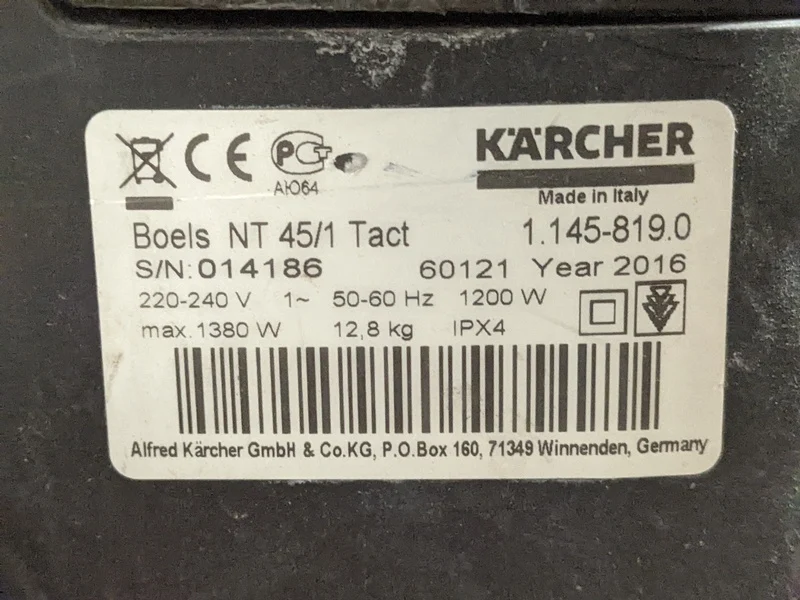 CE
PCT
АЮ64
KÄRCHER
Made in Italy
Boels NT 45/1 Tact 1.145-819.0
S/N: 014186 60121 Year 2016
220-240 V 1~ 50-60 Hz 1200 W
max. 1380 W 12,8 kg IPX4
Alfred Kärcher GmbH & Co.KG, P.O.Box 160, 71349 Winnenden, Germany